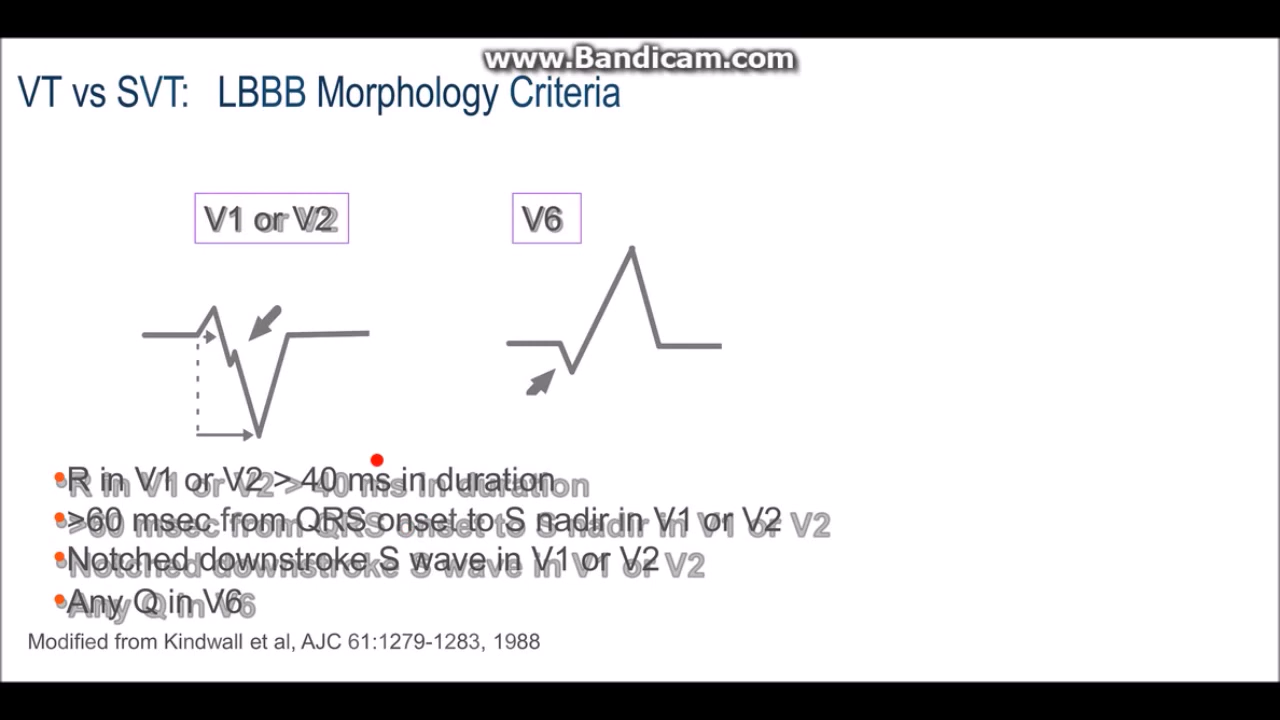 www.Bandicam.com
VT vs SVT: LBBB Morphology Criteria
V1 or V2
V6
•R in V1 or V2 > 40 ms in duration
•>60 msec from QRS onset to S nadir in V1 or V2
•Notched downstroke S wave in V1 or V2
•Any Q in V6
Modified from Kindwall et al, AJC 61:1279-1283, 1988